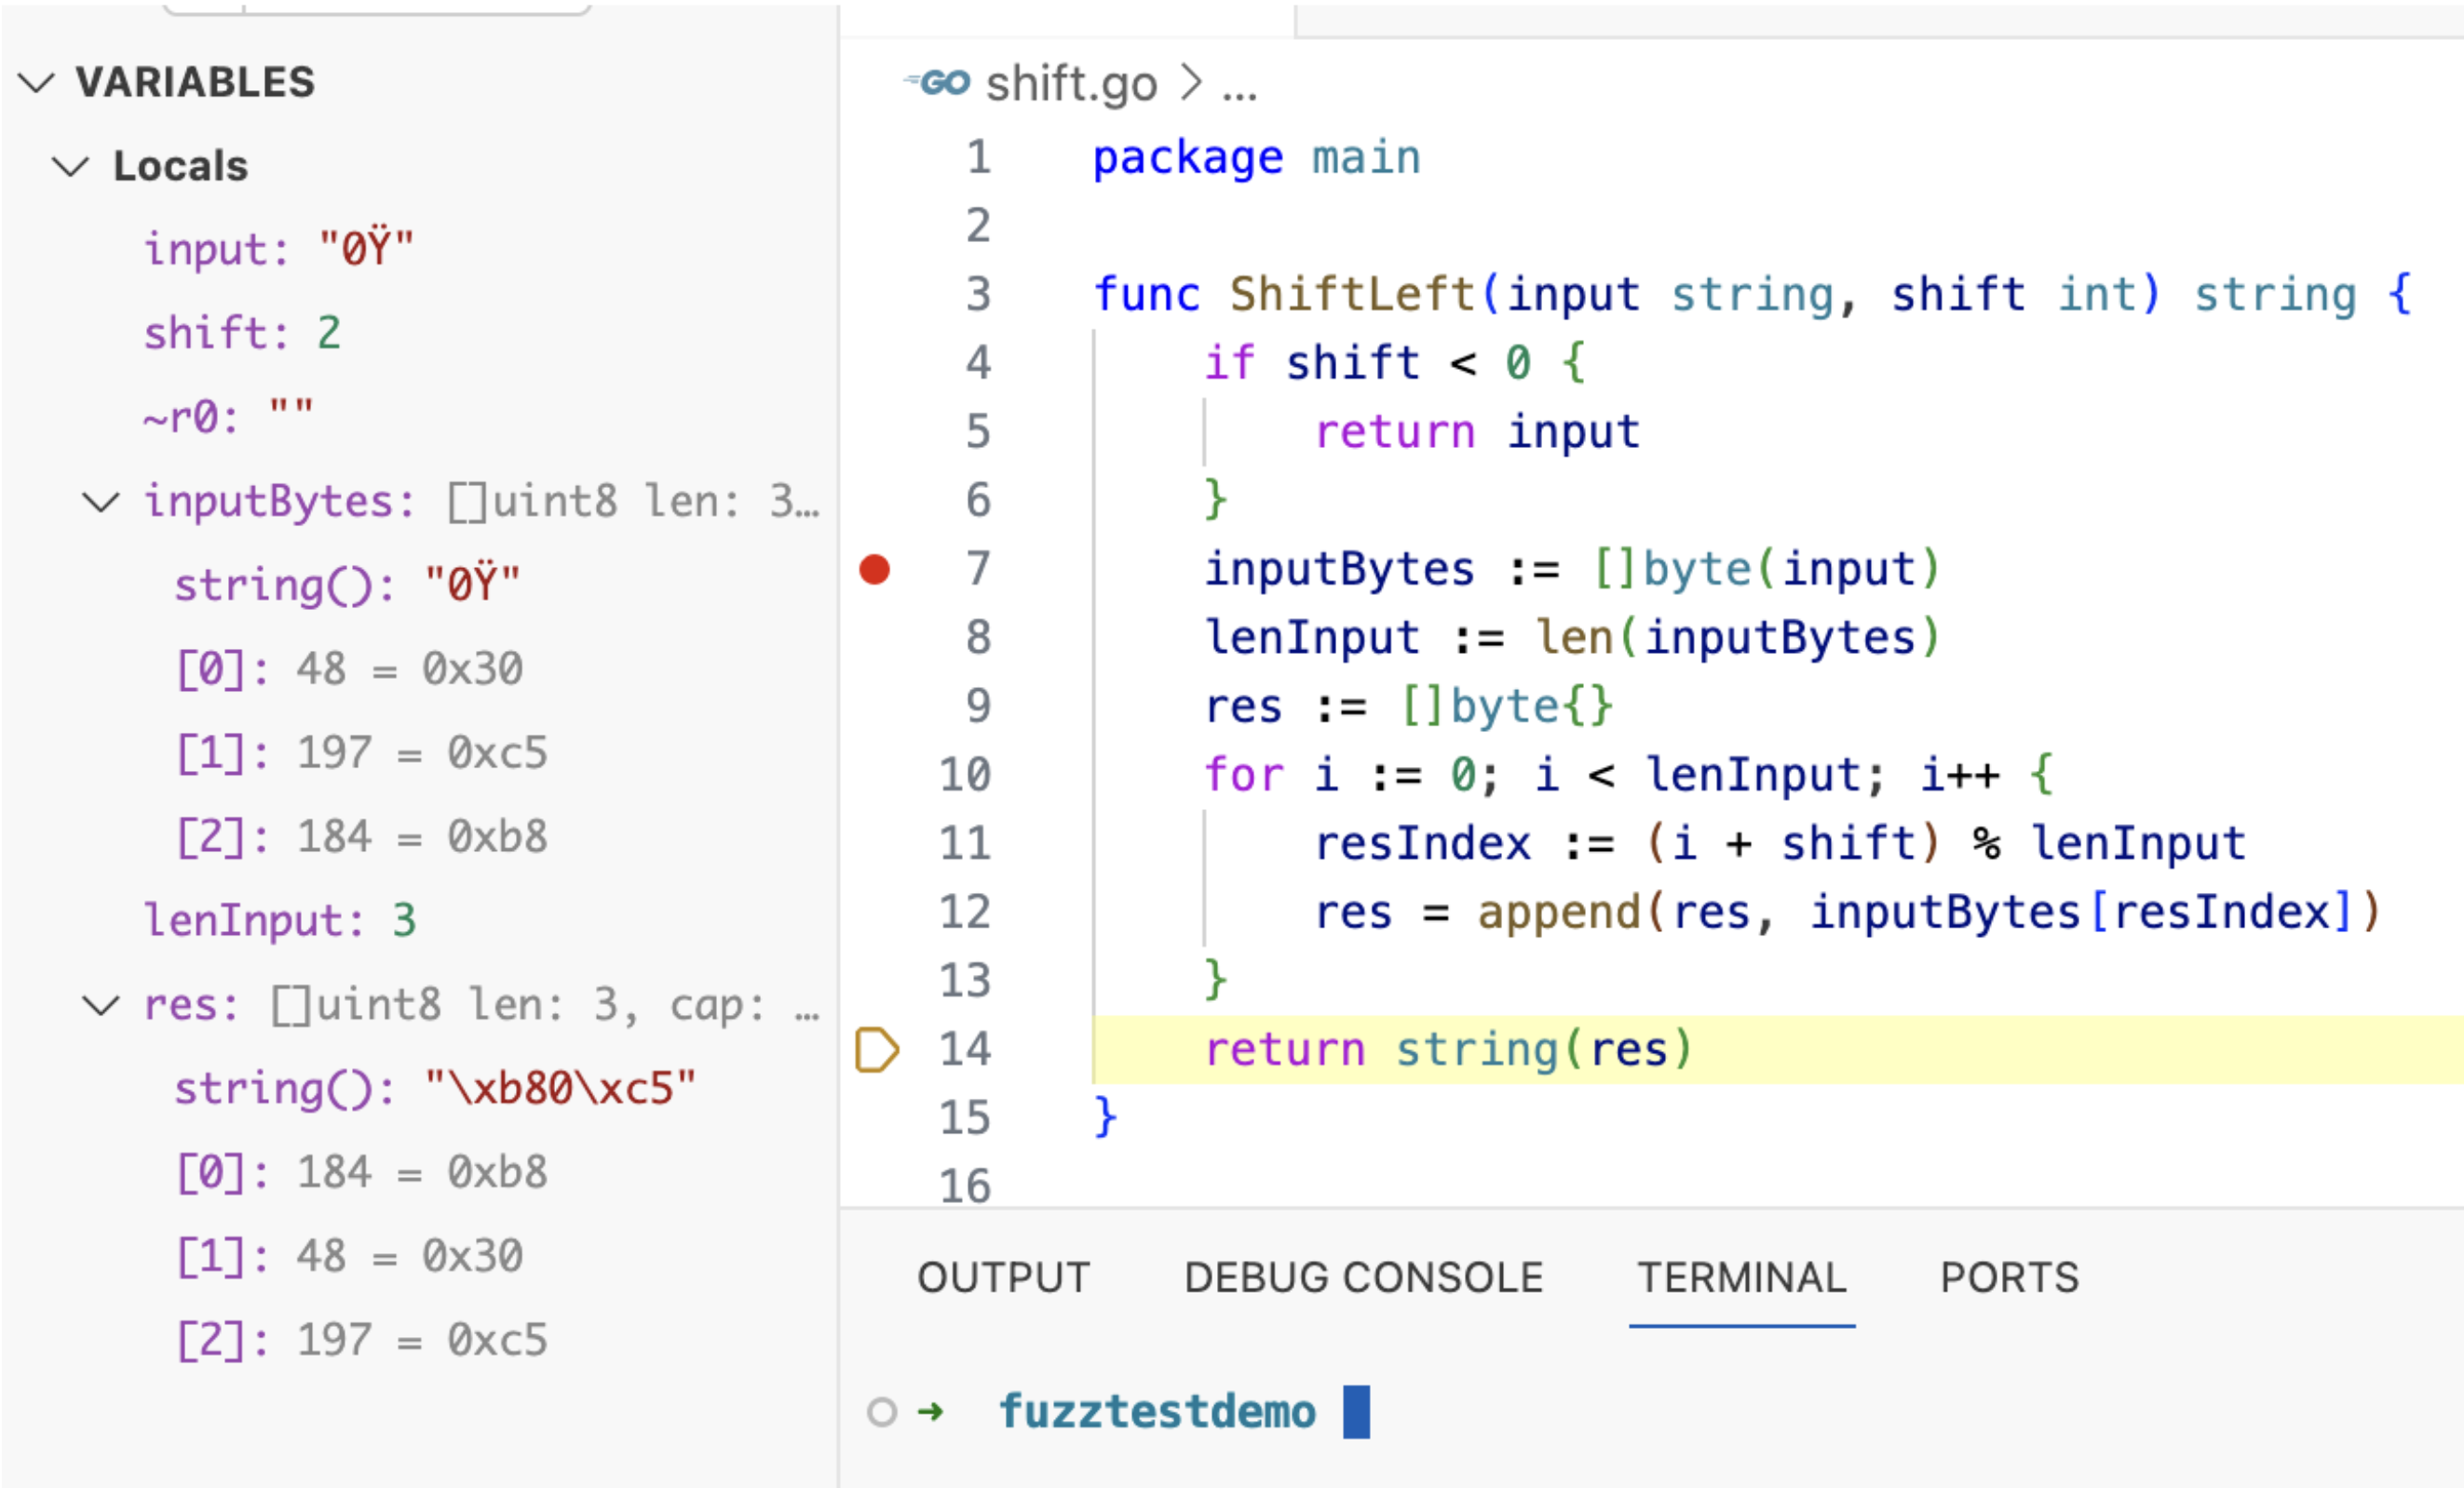 VARIABLES
Locals
input: "0Ÿ"
shift: 2
~r0: ""
inputBytes: []uint8 len: 3…
string(): "0Ÿ"
[0]: 48 = 0x30
[1]: 197 = 0xc5
[2]: 184 = 0xb8
lenInput: 3
res: []uint8 len: 3, cap: …
string(): "\xb80\xc5"
[0]: 184 = 0xb8
[1]: 48 = 0x30
[2]: 197 = 0xc5
GO shift.go > ...
1 package main
2
3 func ShiftLeft(input string, shift int) string {
4 if shift < 0 {
5 return input
6 }
7 inputBytes := []byte(input)
8 lenInput := len(inputBytes)
9 res := []byte{}
10 for i := 0; i < lenInput; i++ {
11 resIndex := (i + shift) % lenInput
12 res = append(res, inputBytes[resIndex])
13 }
14 return string(res)
15 }
16
OUTPUT DEBUG CONSOLE TERMINAL PORTS
➜ fuzztestdemo